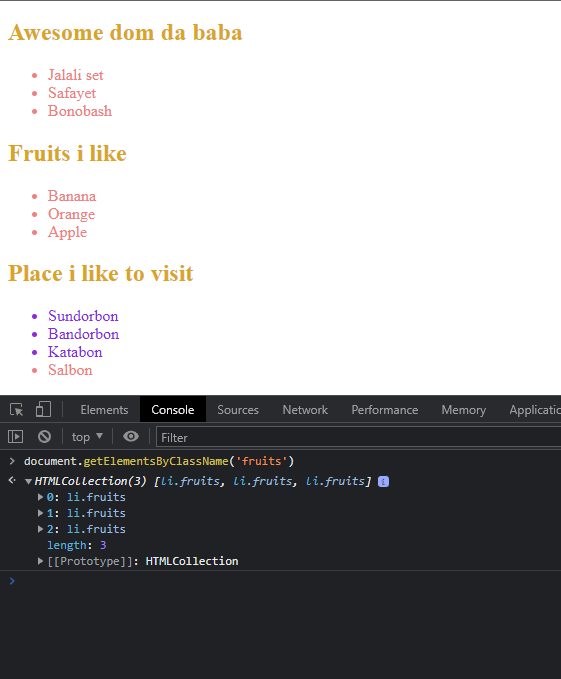 Awesome dom da baba
Jalali set
Safayet
Bonobash
Fruits i like
Banana
Orange
Apple
Place i like to visit
Sundorbon
Bandorbon
Katabon
Salbon
Elements Console Sources Network Performance Memory Applicati
top ▼ Filter
> document.getElementsByClassName('fruits')
HTMLCollection(3) [li.fruits, li.fruits, li.fruits] i
0: li.fruits
1: li.fruits
2: li.fruits
length: 3
[[Prototype]]: HTMLCollection
>